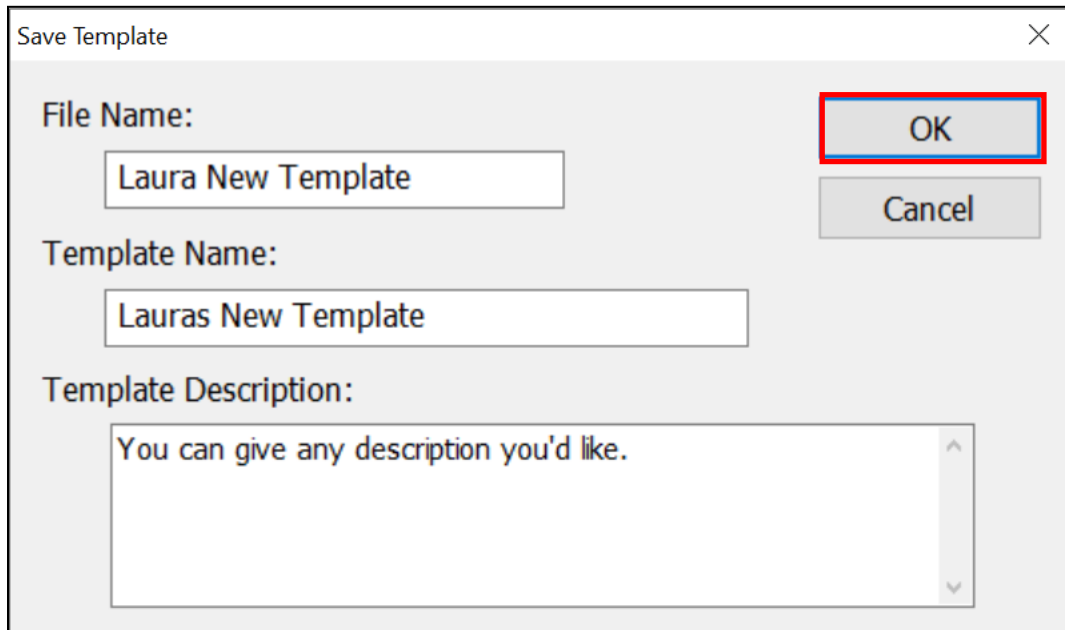 Save Template
File Name:
OK
Laura New Template
Cancel
Template Name:
Lauras New Template
Template Description:
You can give any description you'd like.